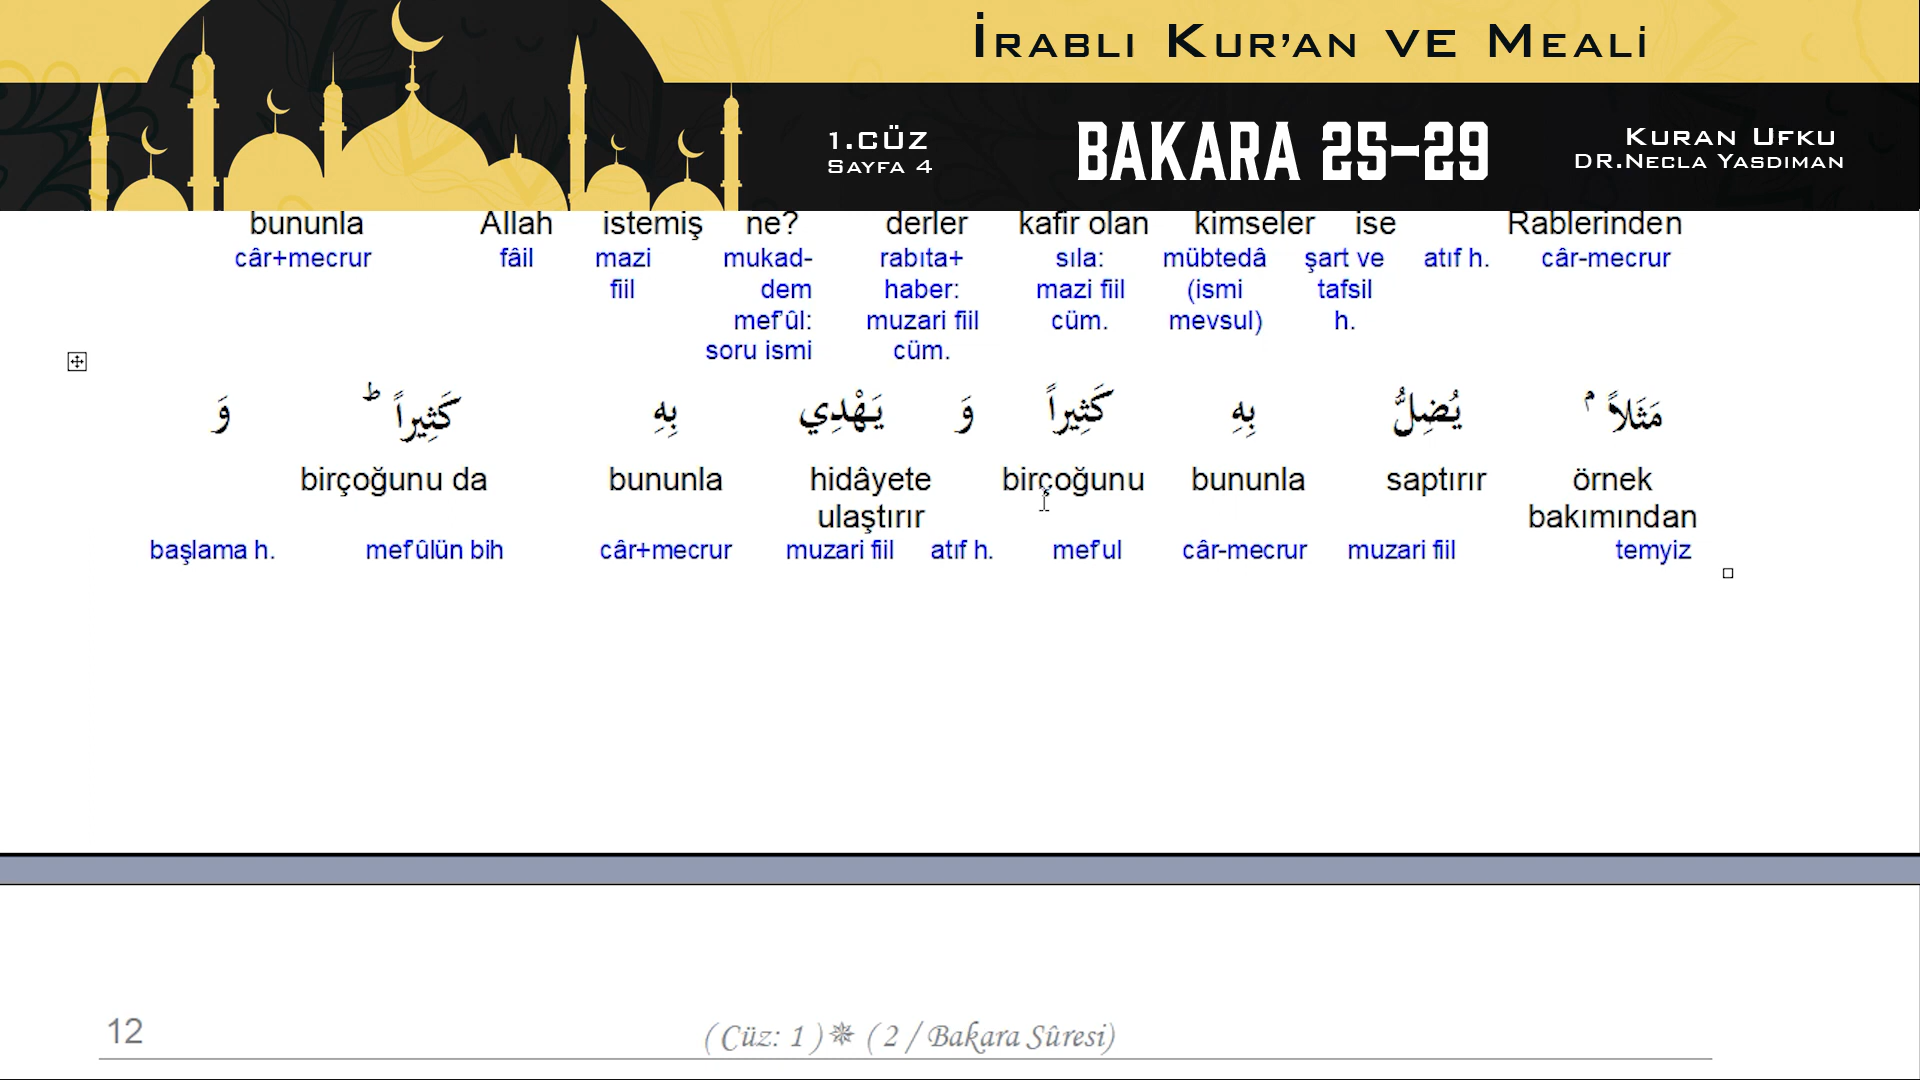 İRABLI KUR'AN VE MEALİ
1.CÜZ
SAYFA 4
BAKARA 25-29
KURAN UFKU
DR.NECLA YASDIMAN
bununla Allah istemiş ne? derler kafir olan kimseler ise Rablerinden
câr+mecrur fâil mazi fiil mukad-dem mef'ûl: soru ismi rabıta+ haber: muzari fiil cüm. sıla: mazi fiil cüm. mübtedâ (ismi mevsul) şart ve tafsil h. atıf h. câr-mecrur
مَثَلاًۢ يُضِلُّ بِهِ كَثِيراً وَ يَهْدِي بِهِ كَثِيراًۜ وَ
birçoğunu da bununla hidâyete ulaştırır birçoğunu bununla saptırır örnek bakımından
başlama h. mef'ûlün bih câr+mecrur muzari fiil atıf h. mef'ul câr-mecrur muzari fiil temyiz
12 (Cüz: 1) ✵ (2 / Bakara Sûresi)